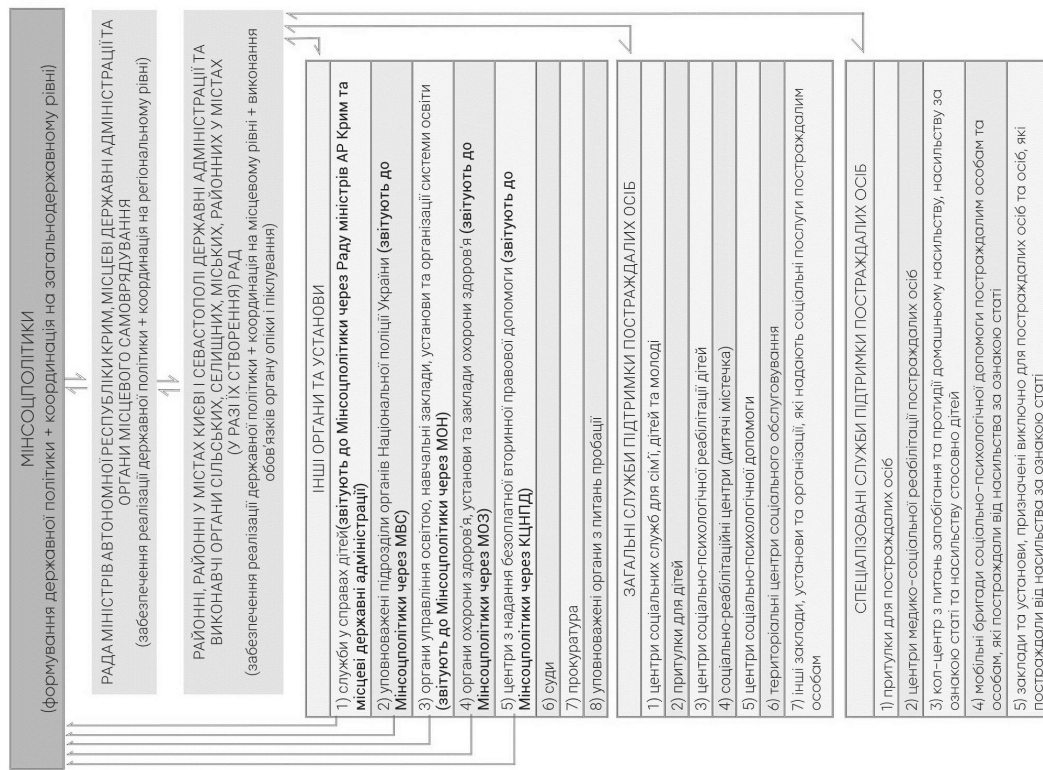 МІНСОЦПОЛІТИКИ
(формування державної політики + координація на загальнодержавному рівні)
РАДА МІНІСТРІВ АВТОНОМНОЇ РЕСПУБЛІКИ КРИМ, МІСЦЕВІ ДЕРЖАВНІ АДМІНІСТРАЦІЇ ТА
ОРГАНИ МІСЦЕВОГО САМОВРЯДУВАННЯ
(забезпечення реалізації державної політики + координація на регіональному рівні)
РАЙОННІ, РАЙОННІ У МІСТАХ КИЄВІ І СЕВАСТОПОЛІ ДЕРЖАВНІ АДМІНІСТРАЦІЇ ТА
ВИКОНАВЧІ ОРГАНИ СІЛЬСЬКИХ, СЕЛИЩНИХ, МІСЬКИХ, РАЙОННИХ У МІСТАХ
(У РАЗІ ЇХ СТВОРЕННЯ) РАД
(забезпечення реалізації державної політики + координація на місцевому рівні + виконання
обов'язків органу опіки і піклування)
ІНШІ ОРГАНИ ТА УСТАНОВИ
1) служби у справах дітей (звітують до Мінсоцполітики через Раду міністрів АР Крим та
місцеві державні адміністрації)
2) уповноважені підрозділи органів Національної поліції України (звітують до
Мінсоцполітики через МВС)
3) органи управління освітою, навчальні заклади, установи та організації системи освіти
(звітують до Мінсоцполітики через МОН)
4) органи охорони здоров'я, установи та заклади охорони здоров'я (звітують до
Мінсоцполітики через МОЗ)
5) центри з надання безоплатної вторинної правової допомоги (звітують до
Мінсоцполітики через КЦНПД)
6) суди
7) прокуратура
8) уповноважені органи з питань пробації
ЗАГАЛЬНІ СЛУЖБИ ПІДТРИМКИ ПОСТРАЖДАЛИХ ОСІБ
1) центри соціальних служб для сім'ї, дітей та молоді
2) притулки для дітей
3) центри соціально-психологічної реабілітації дітей
4) соціально-реабілітаційні центри (дитячі містечка)
5) центри соціально-психологічної допомоги
6) територіальні центри соціального обслуговування
7) інші заклади, установи та організації, які надають соціальні послуги постраждалим
особам
СПЕЦІАЛІЗОВАНІ СЛУЖБИ ПІДТРИМКИ ПОСТРАЖДАЛИХ ОСІБ
1) притулки для постраждалих осіб
2) центри медико-соціальної реабілітації постраждалих осіб
3) кол-центр з питань запобігання та протидії домашньому насильству, насильству за
ознакою статі та насильству стосовно дітей
4) мобільні бригади соціально-психологічної допомоги постраждалим особам та
особам, які постраждали від насильства за ознакою статі
5) заклади та установи, призначені виключно для постраждалих осіб та осіб, які
постраждали від насильства за ознакою статі